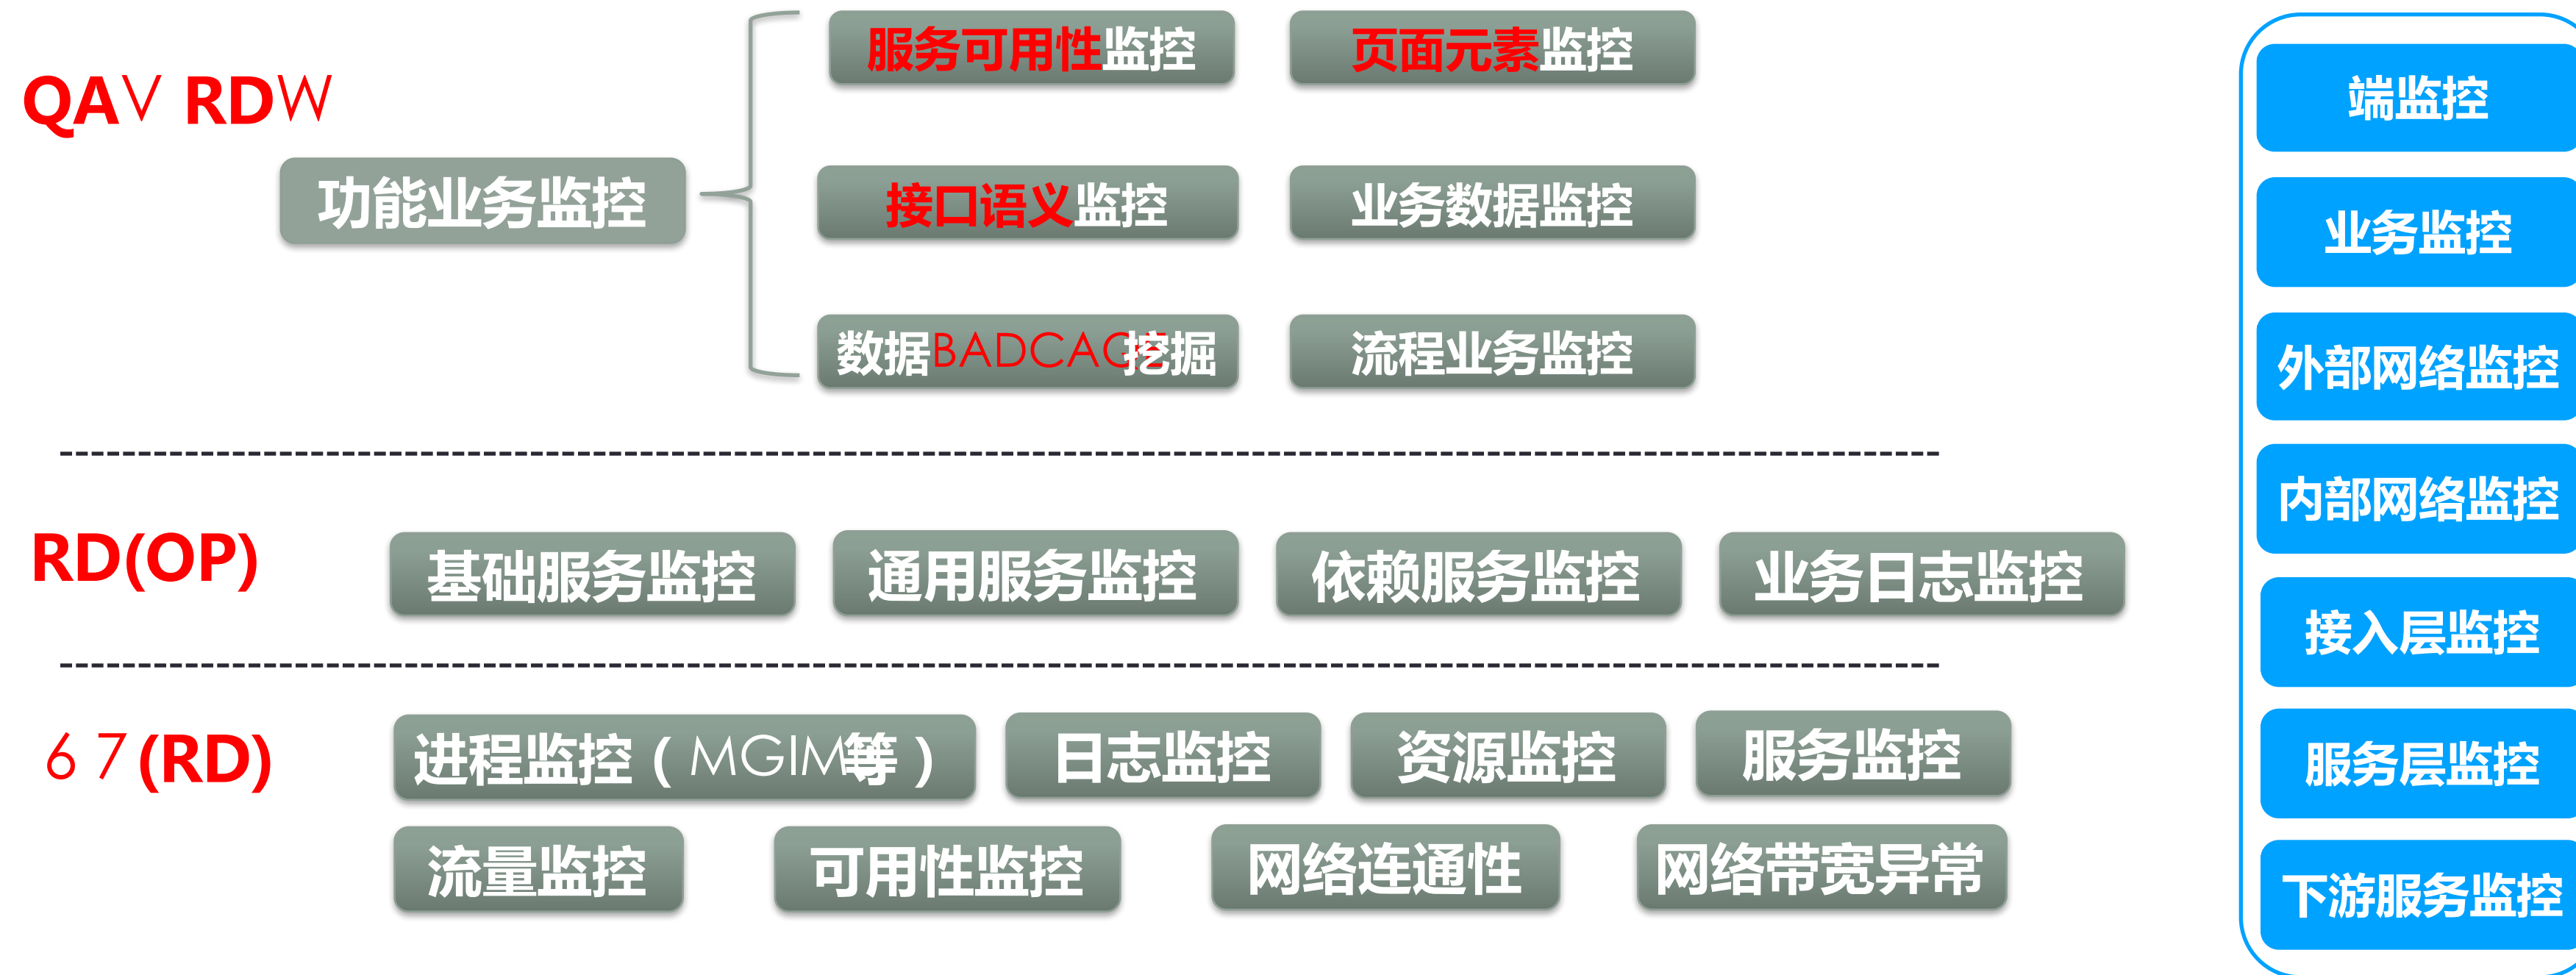 QAV RDW
功能业务监控
服务可用性监控
页面元素监控
接口语义监控
业务数据监控
数据BADCAG挖掘
流程业务监控
RD(OP)
基础服务监控
通用服务监控
依赖服务监控
业务日志监控
6 7(RD)
进程监控（MGIM等）
日志监控
资源监控
服务监控
流量监控
可用性监控
网络连通性
网络带宽异常
端监控
业务监控
外部网络监控
内部网络监控
接入层监控
服务层监控
下游服务监控